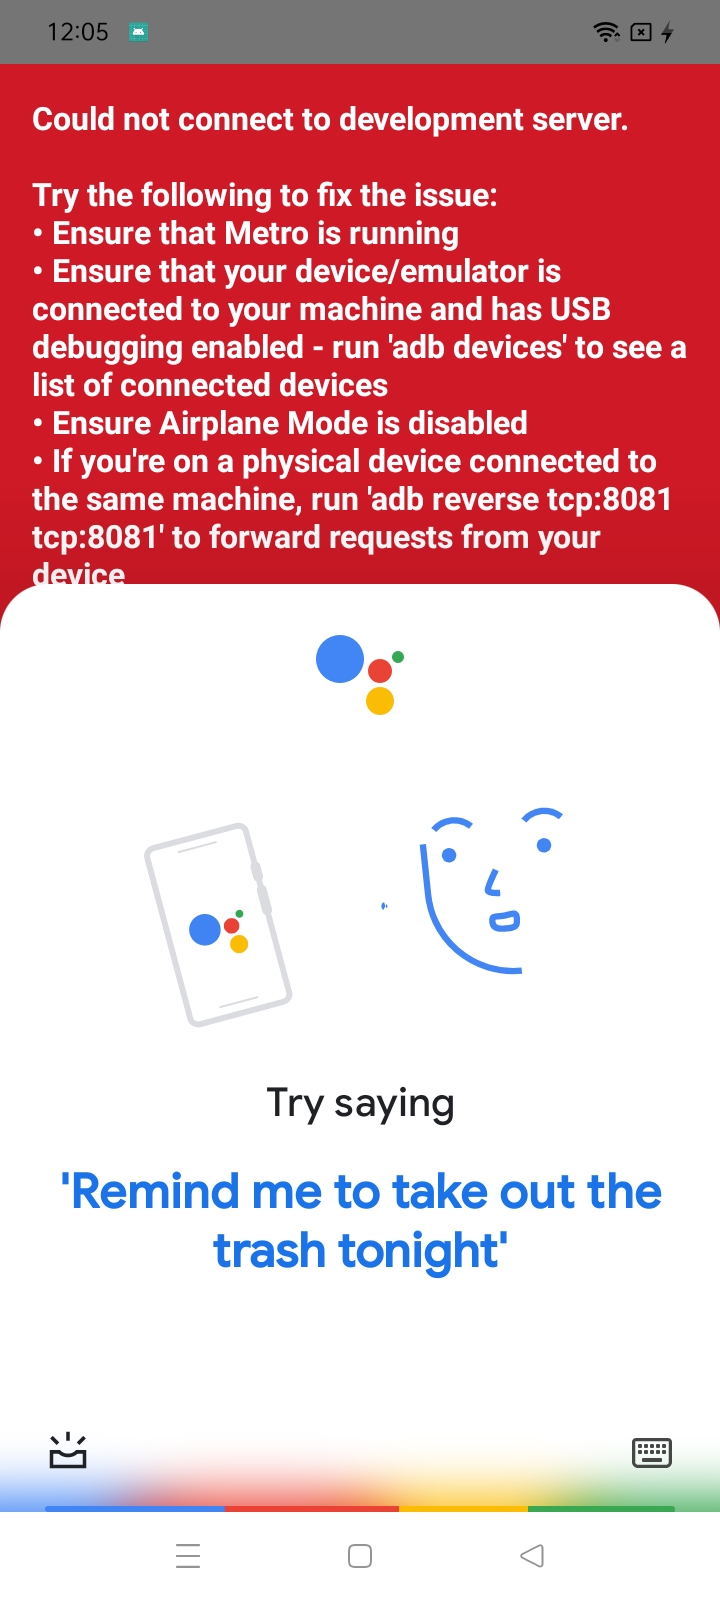 12:05
Could not connect to development server.
Try the following to fix the issue:
• Ensure that Metro is running
• Ensure that your device/emulator is
connected to your machine and has USB
debugging enabled - run 'adb devices' to see a
list of connected devices
• Ensure Airplane Mode is disabled
• If you're on a physical device connected to
the same machine, run 'adb reverse tcp:8081
tcp:8081' to forward requests from your
device
Try saying
'Remind me to take out the
trash tonight'